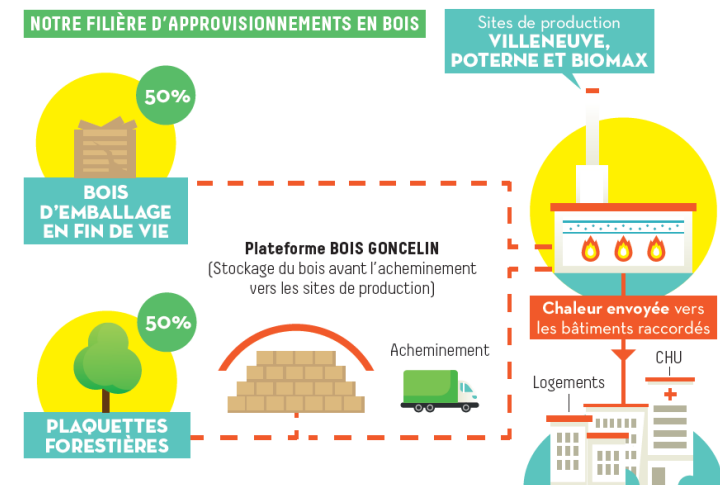 NOTRE FILIÈRE D'APPROVISIONNEMENTS EN BOIS
Sites de production
VILLENEUVE,
POTERNE ET BIOMAX
50%
BOIS
D'EMBALLAGE
EN FIN DE VIE
Plateforme BOIS GONCELIN
(Stockage du bois avant l'acheminement
vers les sites de production)
50%
PLAQUETTES
FORESTIÈRES
Acheminement
Chaleur envoyée vers
les bâtiments raccordés
CHU
Logements